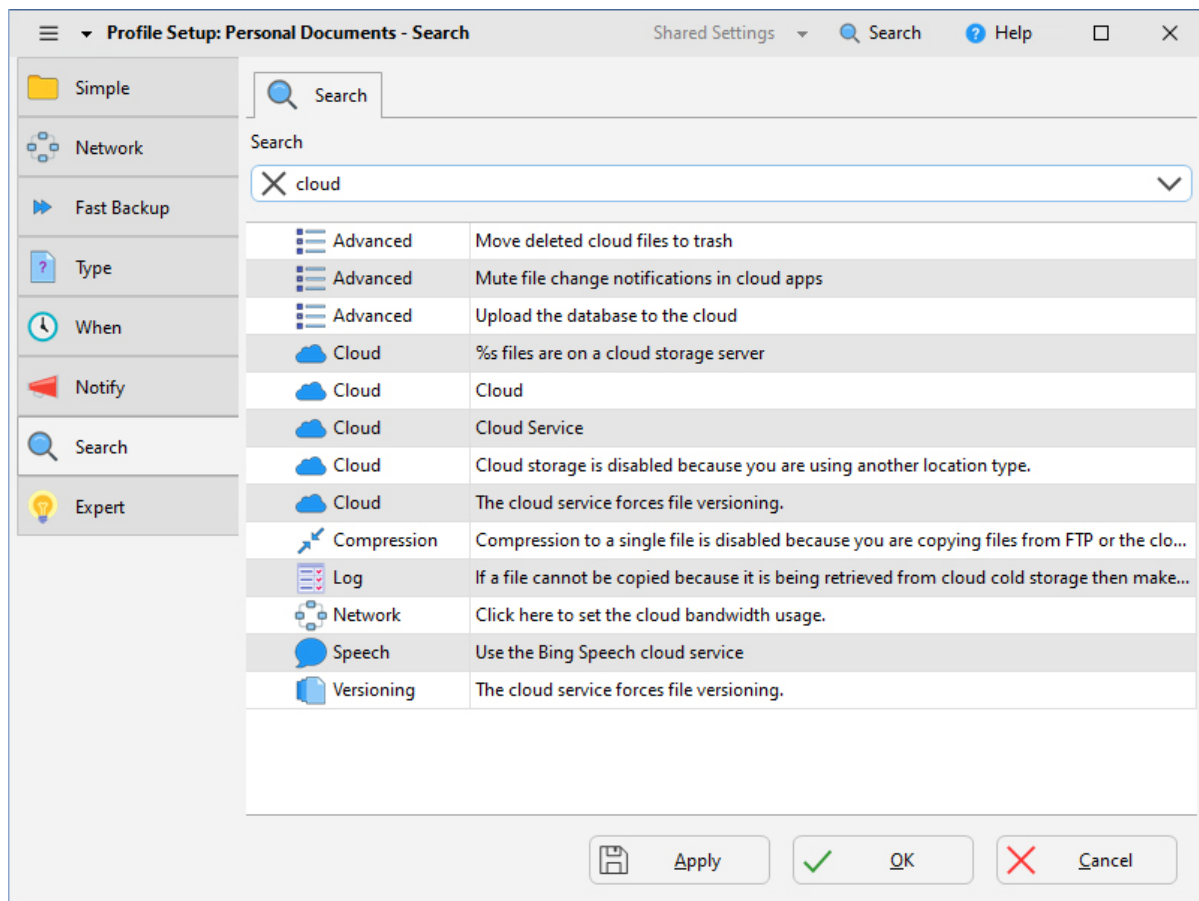 Profile Setup: Personal Documents - Search Shared Settings Search Help
Simple
Network
Fast Backup
Type
When
Notify
Search
Expert
Search
Search
cloud
Advanced Move deleted cloud files to trash
Advanced Mute file change notifications in cloud apps
Advanced Upload the database to the cloud
Cloud %s files are on a cloud storage server
Cloud Cloud
Cloud Cloud Service
Cloud Cloud storage is disabled because you are using another location type.
Cloud The cloud service forces file versioning.
Compression Compression to a single file is disabled because you are copying files from FTP or the clo...
Log If a file cannot be copied because it is being retrieved from cloud cold storage then make...
Network Click here to set the cloud bandwidth usage.
Speech Use the Bing Speech cloud service
Versioning The cloud service forces file versioning.
Apply OK Cancel